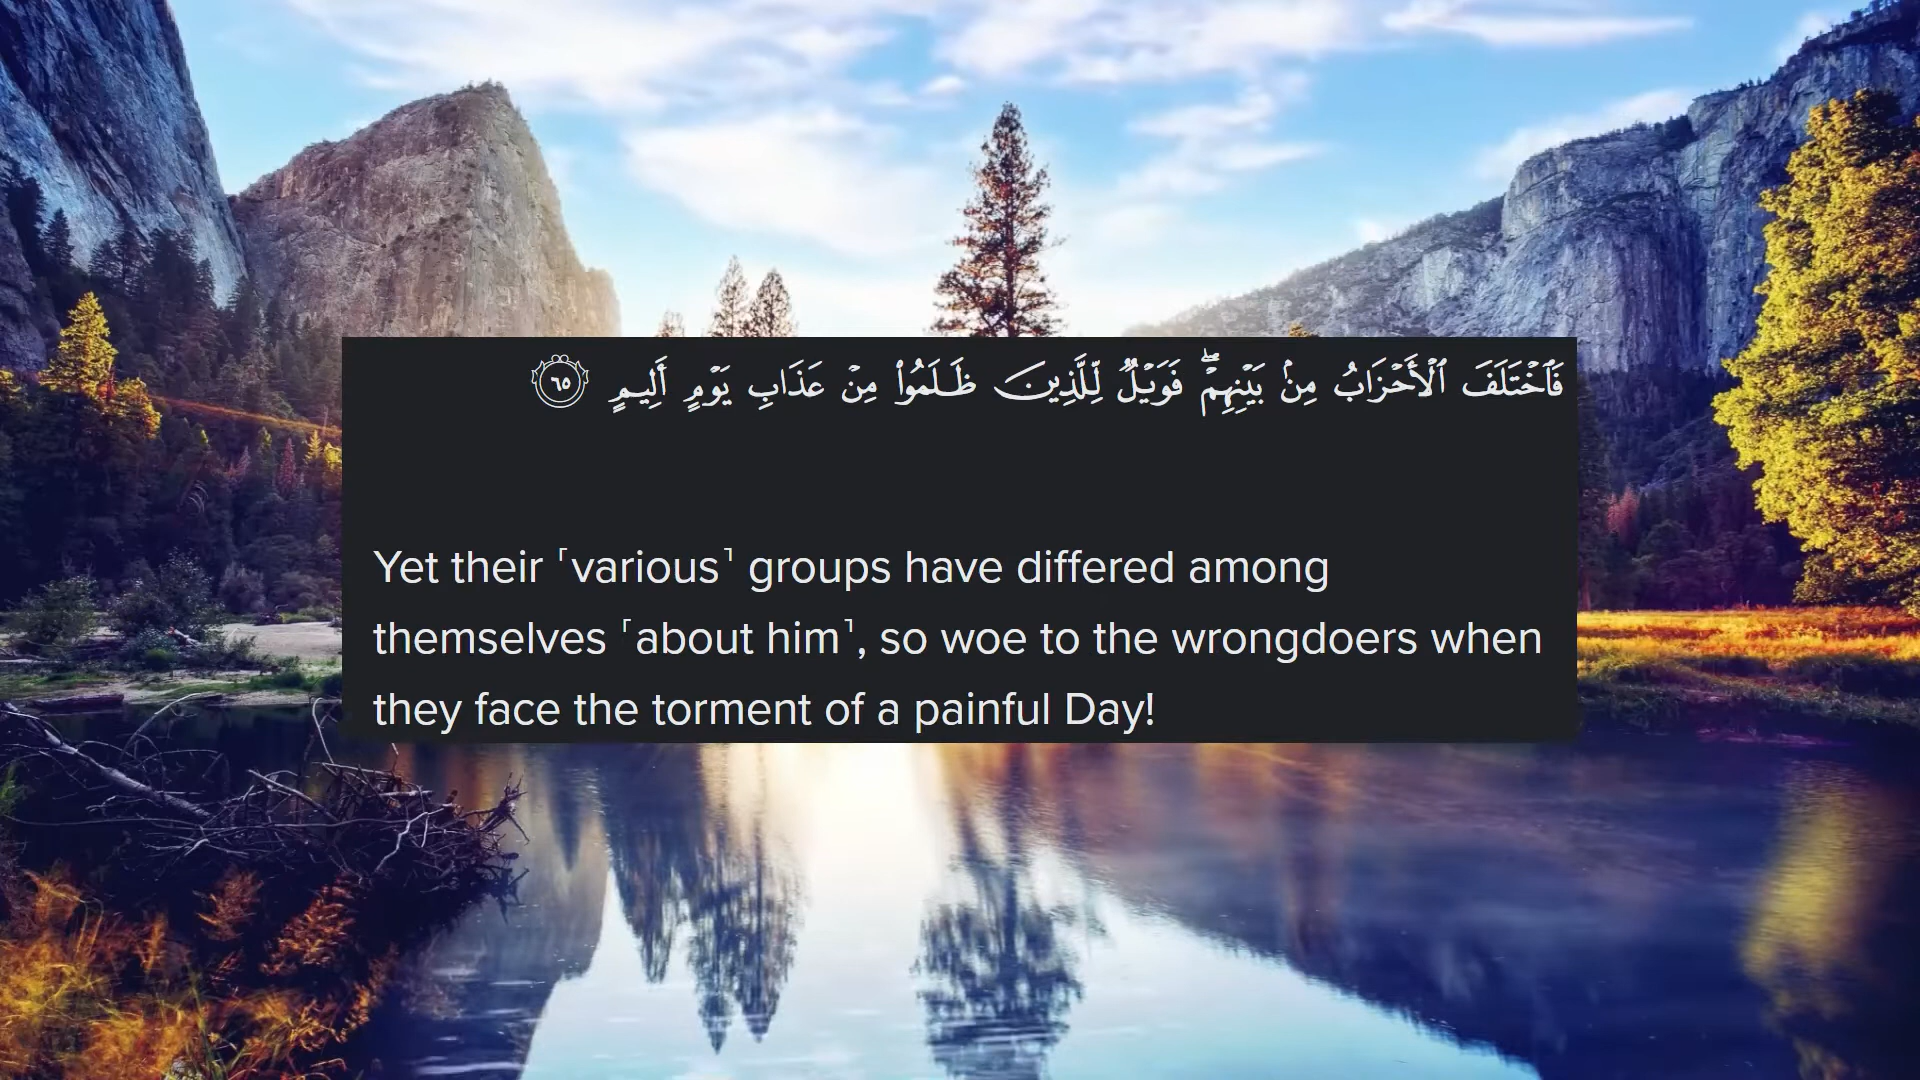 فَٱخْتَلَفَ ٱلْأَحْزَابُ مِنۢ بَيْنِهِمْ ۖ فَوَيْلٌۭ لِّلَّذِينَ ظَلَمُوا۟ مِنْ عَذَابِ يَوْمٍ أَلِيمٍ ٦٥
Yet their ˹various˺ groups have differed among
themselves ˹about him˺, so woe to the wrongdoers when
they face the torment of a painful Day!